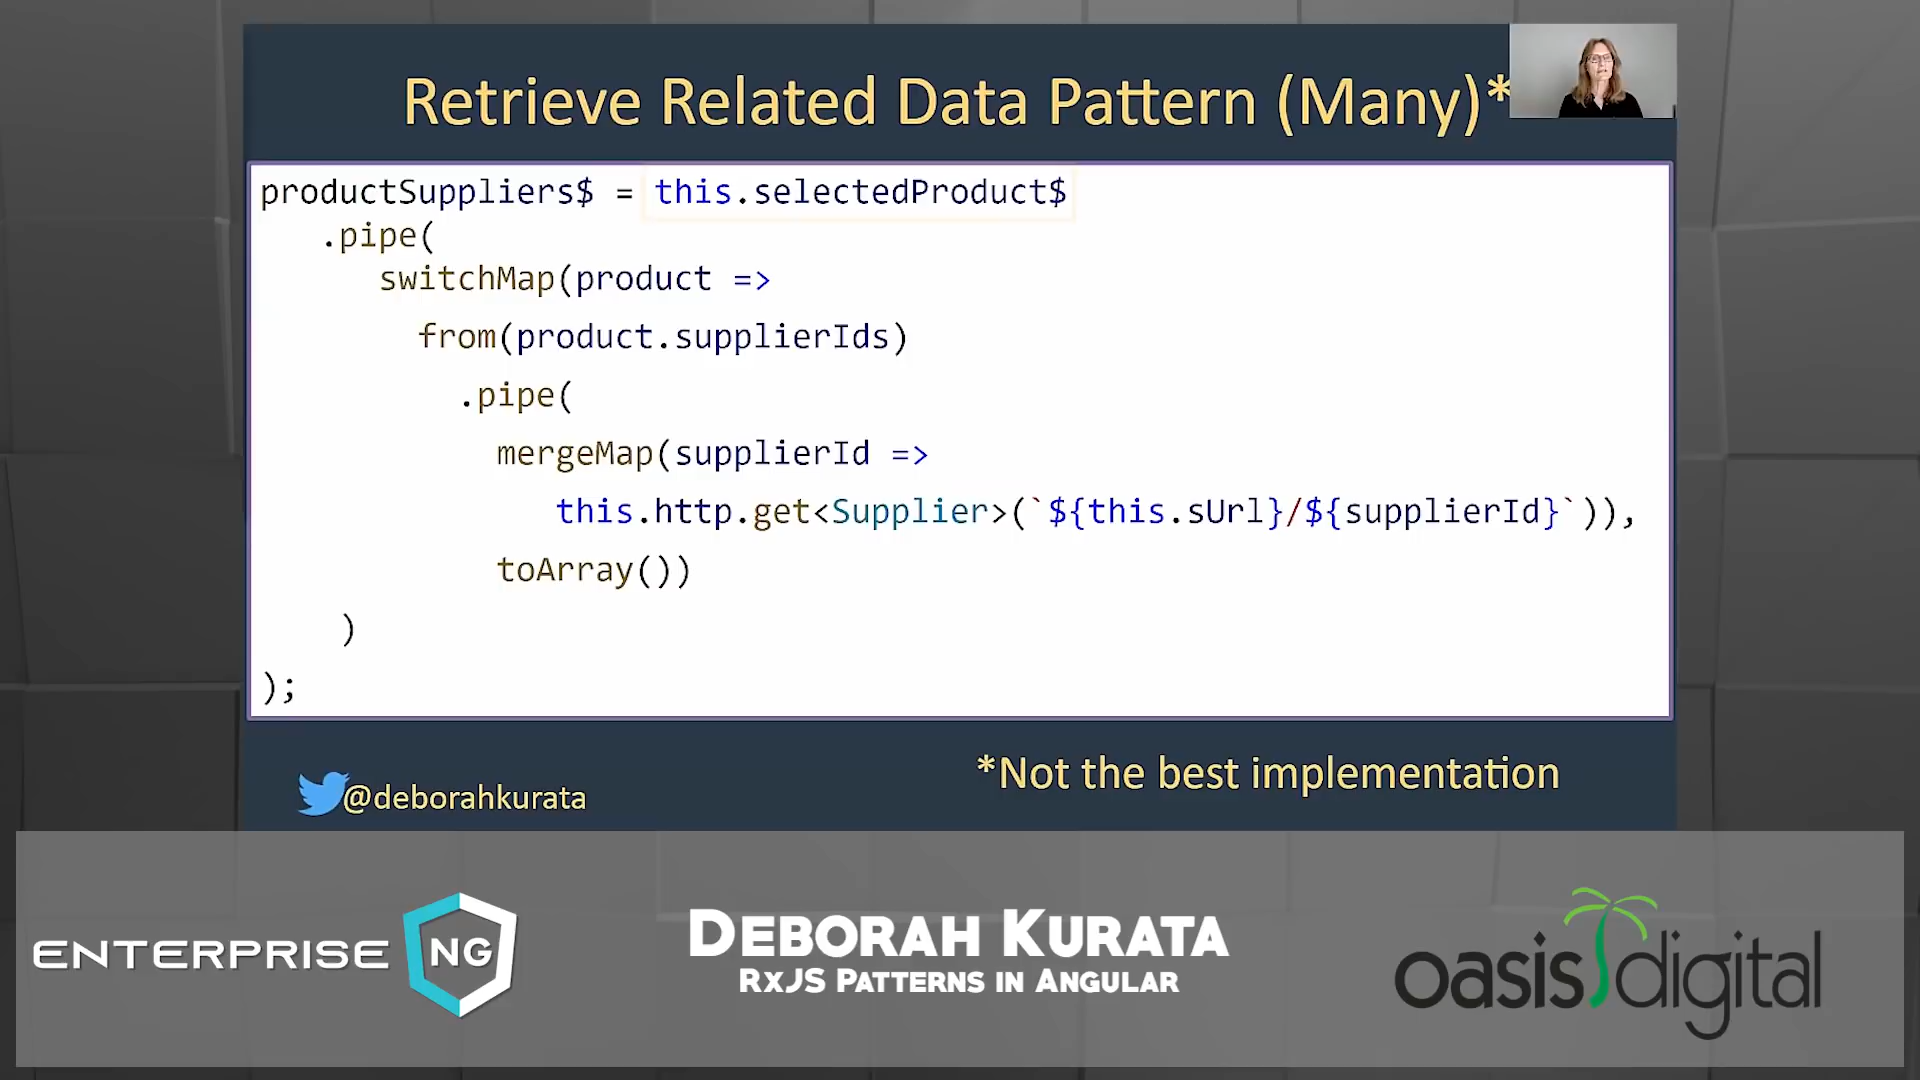 Retrieve Related Data Pattern (Many)*
productSuppliers$ = this.selectedProduct$
.pipe(
switchMap(product =>
from(product.supplierIds)
.pipe(
mergeMap(supplierId =>
this.http.get<Supplier>(`${this.sUrl}/${supplierId}`)),
toArray())
)
);
*Not the best implementation
@deborahkurata
ENTERPRISE NG
DEBORAH KURATA
RXJS PATTERNS IN ANGULAR
oasis digital